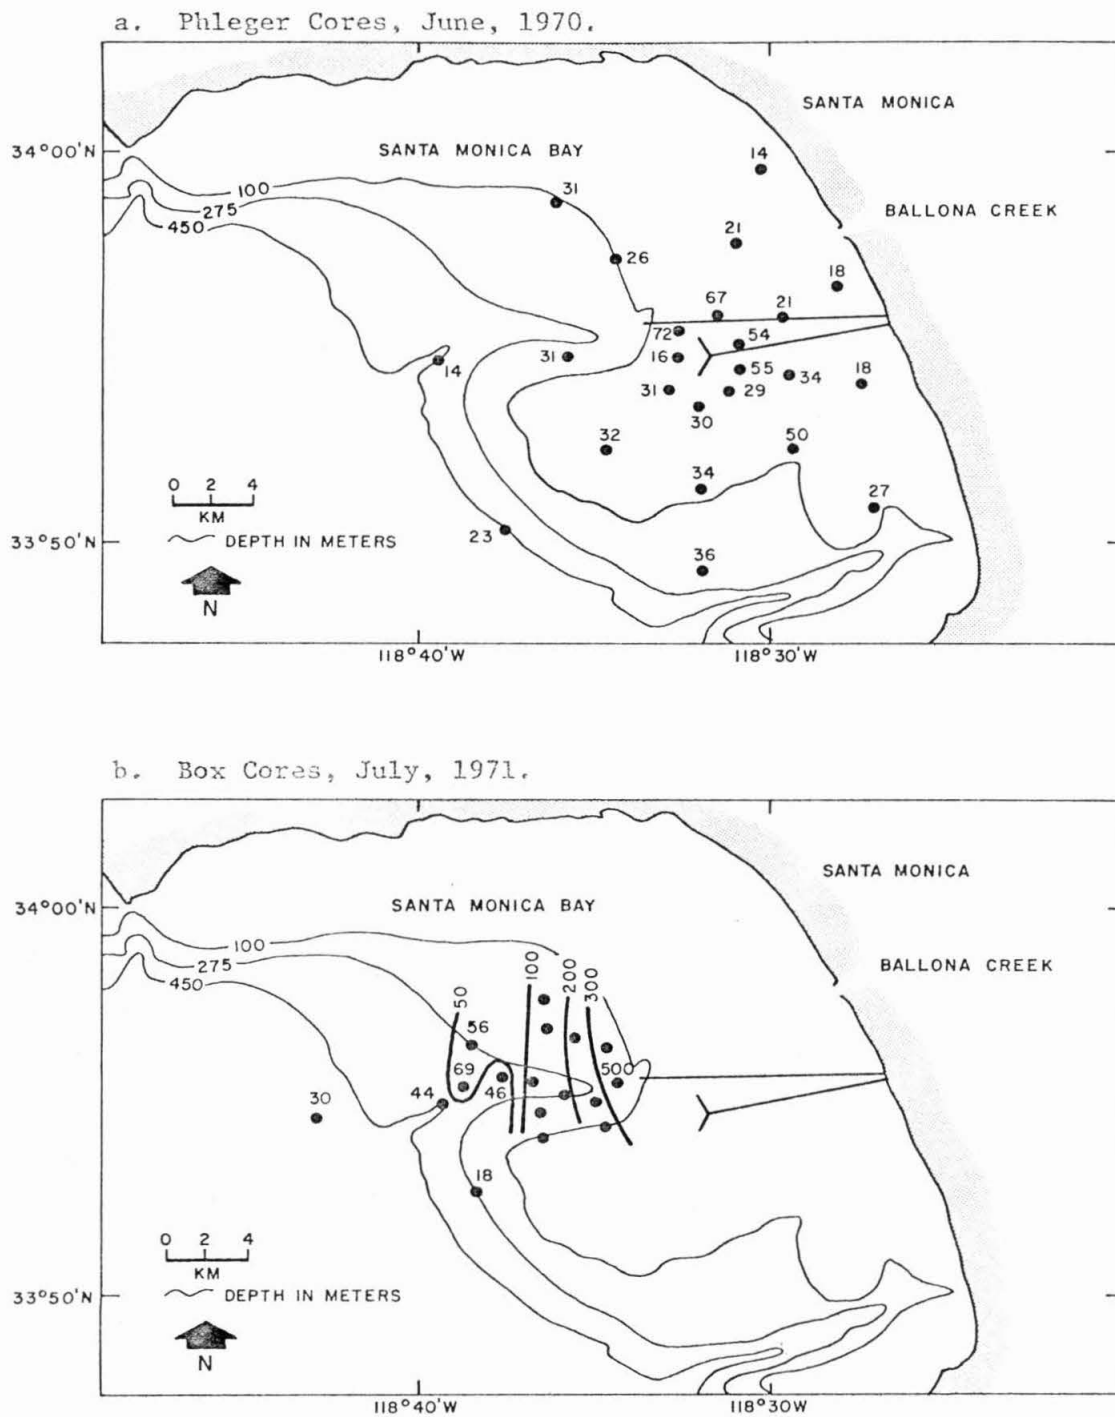 a. Phleger Cores, June, 1970.
SANTA MONICA
34°00'N
SANTA MONICA BAY
14
100
31
275
BALLONA CREEK
450
21
26
18
67
21
72
54
31
16
14
55
34
18
31
29
30
32
50
34
0 2 4
KM
27
23
DEPTH IN METERS
33°50'N
36
N
118°40'W
118°30'W
b. Box Cores, July, 1971.
SANTA MONICA
34°00'N
SANTA MONICA BAY
100
275
450
50
100
200
300
BALLONA CREEK
56
500
69
46
44
30
18
0 2 4
KM
DEPTH IN METERS
33°50'N
N
118°40'W
118°30'W